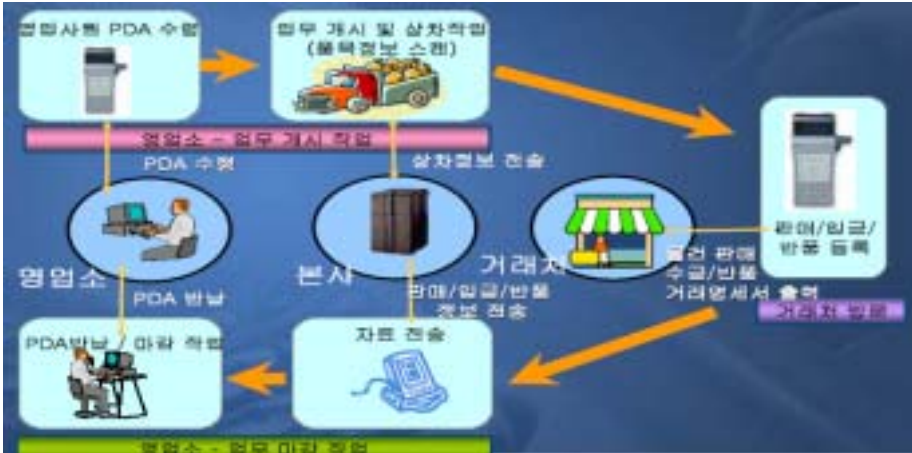 영업사원 PDA 수령
업무 개시 및 상차작업
(품목정보 스캔)
영업소 - 업무 개시 작업
PDA 수령
상차정보 전송
판매/입금/
반품 등록
영업소
본사
거래처
물건 판매
수금/반품
거래명세서 출력
PDA 반납
판매/입금/반품
정보 전송
거래처 방문
PDA반납 / 마감 작업
자료 전송
영업소 - 업무 마감 작업